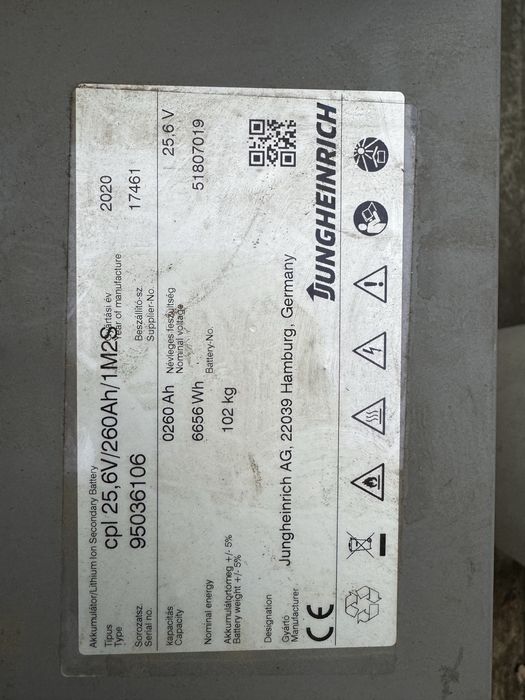 Akkumulátor/Lithium Ion Secondary Battery
Típus
Type
cpl 25,6V/260Ah/1M2S
Gyártási év
Year of manufacture
2020
Sorozatsz.
Serial no.
95036106
Beszállító-sz.
Supplier-No.
17461
kapacitás
Capacity
0260 Ah
Névleges feszültség
Nominal voltage
25,6 V
Nominal energy
6656 Wh
Battery-No.
51807019
Akkumulátortömeg +/- 5%
Battery weight +/- 5%
102 kg
Designation
Gyártó
Manufacturer
Jungheinrich AG, 22039 Hamburg, Germany
CE
JUNGHEINRICH